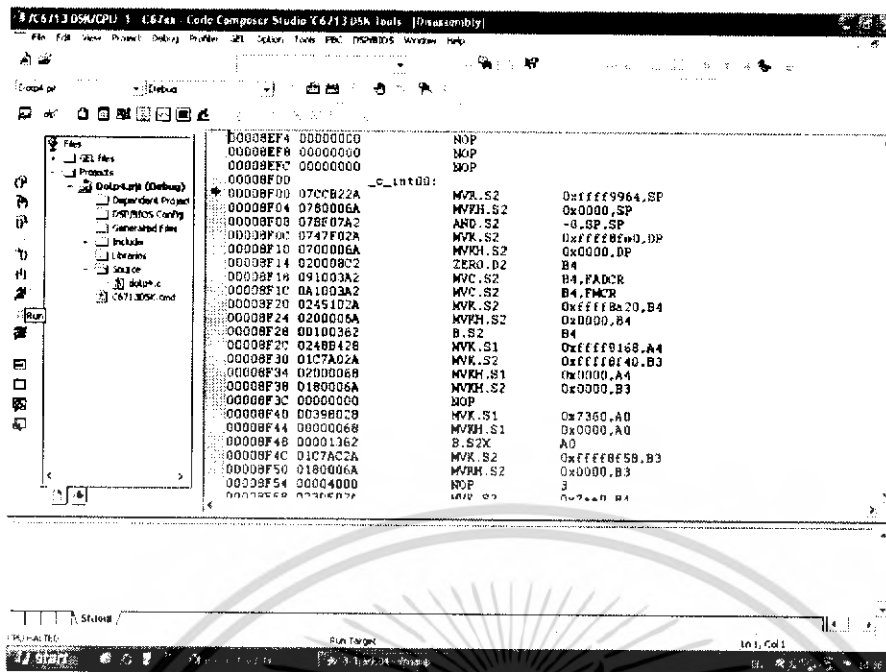 /C6713 DSK/CPU_1 - C67xx - Code Composer Studio 'C6713 DSK Tools - [Disassembly]
File Edit View Project Debug Profiler GEL Option Tools PBC DSP/BIOS Window Help
Dotp4.pjt Debug
Files
GEL files
Projects
Dotp4.pjt (Debug)
Dependent Project
DSP/BIOS Config
Generated Files
Include
Libraries
Source
dotp4.c
C6713DSK.cmd
Run
00008EF4 00000000 NOP
00008EF8 00000000 NOP
00008EFC 00000000 NOP
00008F00 _c_int00:
00008F00 07CCB22A MVK.S2 0xffff9964,SP
00008F04 0780006A MVKH.S2 0x0000,SP
00008F08 07BF07A2 AND.S2 -8,SP,SP
00008F0C 0747F02A MVK.S2 DP
00008F10 0700006A MVKH.S2 0x0000,DP
00008F14 020008C2 ZERO.D2 B4
00008F18 091003A2 MVC.S2 B4,FADCR
00008F1C 0A1003A2 MVC.S2 B4,FMCR
00008F20 0245102A MVK.S2 0xffff8a20,B4
00008F24 0200006A MVKH.S2 0x0000,B4
00008F28 00100362 B.S2 B4
00008F2C 0248B428 MVK.S1 0xffff9168,A4
00008F30 01C7A02A MVK.S2 0xffff8f40,B3
00008F34 02000068 MVKH.S1 0x0000,A4
00008F38 0180006A MVKH.S2 0x0000,B3
00008F3C 00000000 NOP
00008F40 MVK.S1 0x7360,A0
00008F44 00000068 MVKH.S1 0x0000,A0
00008F48 00001362 B.S2X A0
00008F4C 01C7AC2A MVK.S2 0xffff8f58,B3
00008F50 0180006A MVKH.S2 0x0000,B3
00008F54 00004000 NOP 3
00008F58 MVK.S2
Stdout
CPU HALTED
Run Target
Ln 1, Col 1
start